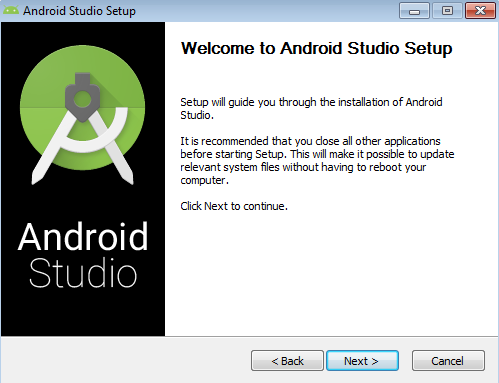 Android Studio Setup
Welcome to Android Studio Setup
Setup will guide you through the installation of Android
Studio.
It is recommended that you close all other applications
before starting Setup. This will make it possible to update
relevant system files without having to reboot your
computer.
Click Next to continue.
Android
Studio
< Back
Next >
Cancel